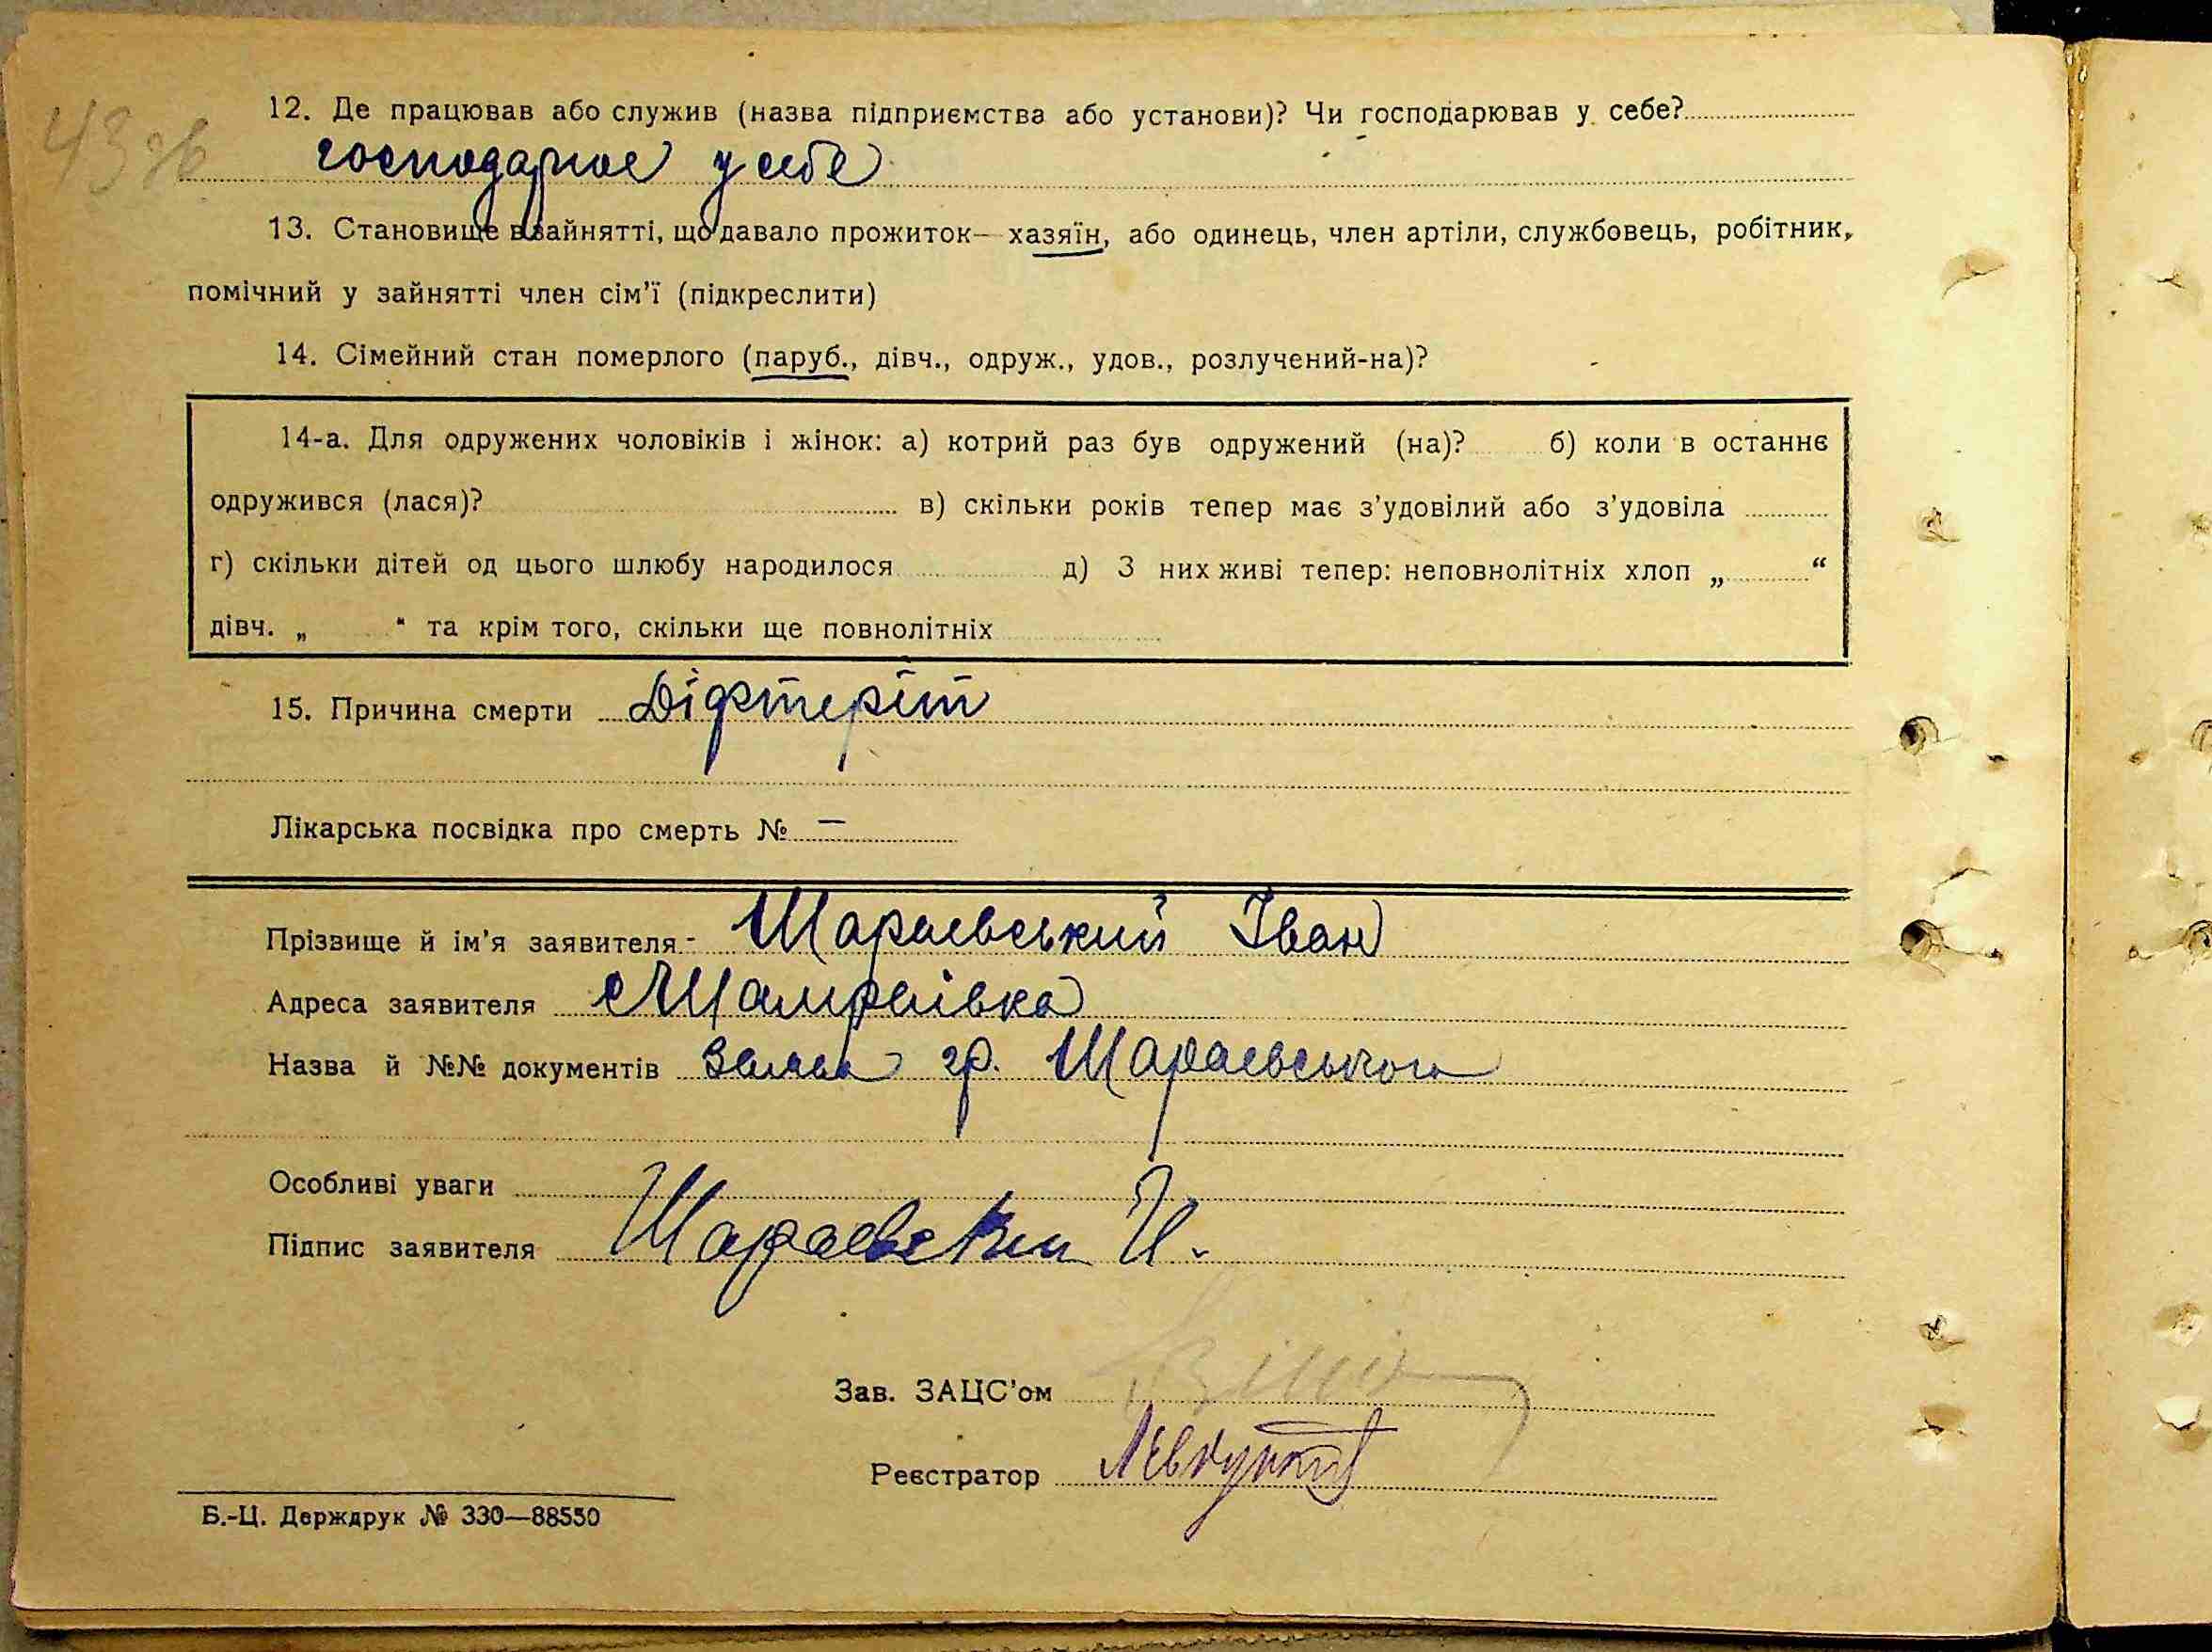 43 зв
12. Де працював або служив (назва підприємства або установи)? Чи господарював у себе?
господарює у себе
13. Становище в зайнятті, що давало прожиток— хазяїн, або одинець, член артіли, службовець, робітник,
помічний у зайнятті член сім'ї (підкреслити)
14. Сімейний стан померлого (паруб., дівч., одруж., удов., розлучений-на)?
14-а. Для одружених чоловіків і жінок: а) котрий раз був одружений (на)? б) коли в останнє
одружився (лася)? в) скільки років тепер має з'удовілий або з'удовіла
г) скільки дітей од цього шлюбу народилося д) З них живі тепер: неповнолітніх хлоп „ “
дівч. „ “ та крім того, скільки ще повнолітніх
15. Причина смерти Діфтеріт
Лікарська посвідка про смерть № —
Прізвище й ім'я заявителя - Шараєвський Іван
Адреса заявителя с Шамраївка
Назва й №№ документів Заява гр. Шараєвського
Особливі уваги
Підпис заявителя Шараевский И.
Зав. ЗАЦС'ом
Реєстратор
Б.-Ц. Держдрук № 330—88550